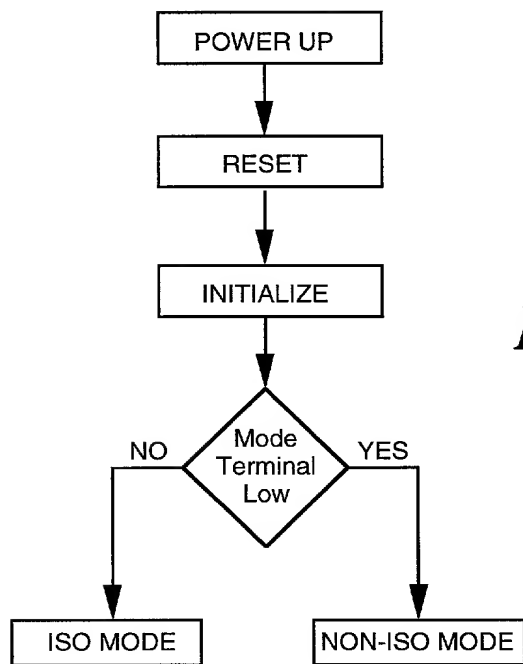 POWER UP
RESET
INITIALIZE
Mode
Terminal
Low
NO
YES
ISO MODE
NON-ISO MODE